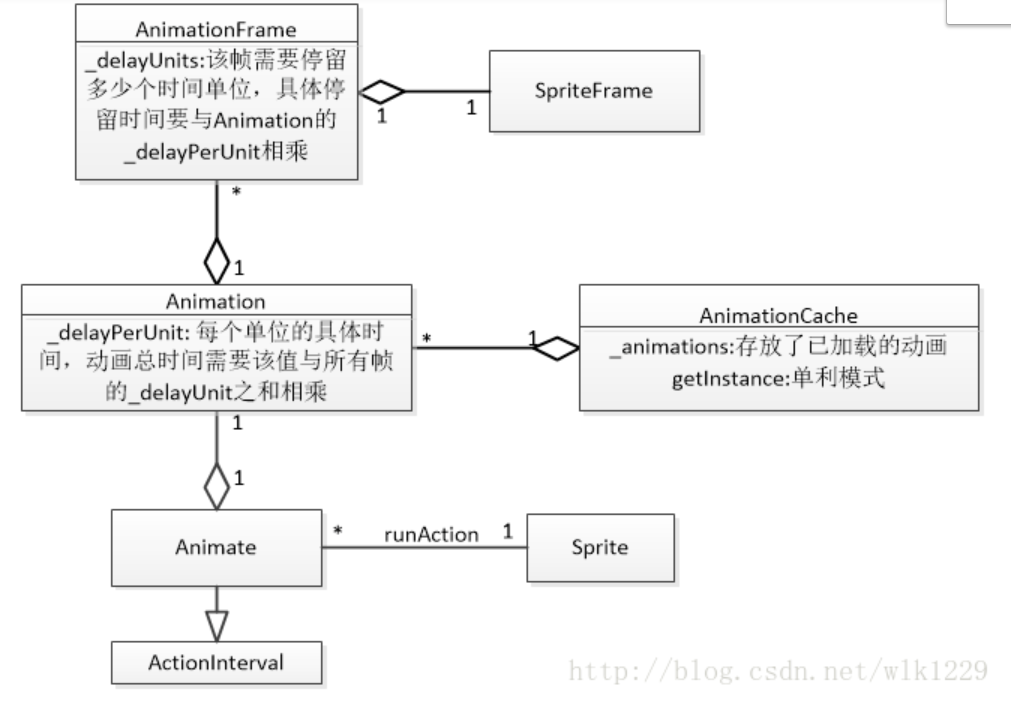 AnimationFrame
_delayUnits:该帧需要停留
多少个时间单位，具体停
留时间要与Animation的
_delayPerUnit相乘
1
1
SpriteFrame
*
1
Animation
_delayPerUnit: 每个单位的具体时
间，动画总时间需要该值与所有帧
的_delayUnit之和相乘
*
1
AnimationCache
_animations:存放了已加载的动画
getInstance:单利模式
1
1
Animate
*
runAction
1
Sprite
ActionInterval
http://blog.csdn.net/wlk1229